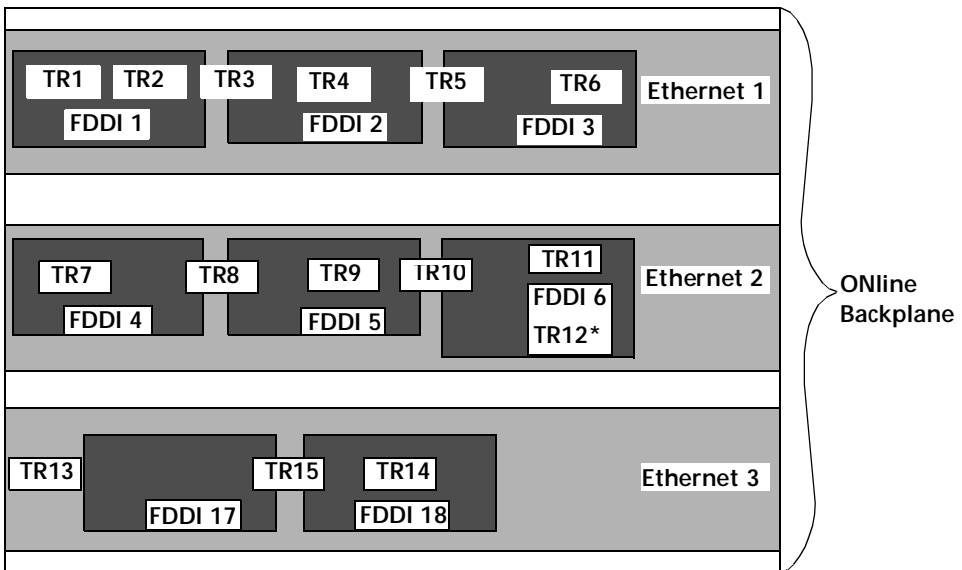 TR1 TR2 TR3 TR4 TR5 TR6 Ethernet 1
FDDI 1 FDDI 2 FDDI 3
TR7 TR8 TR9 TR10 TR11 Ethernet 2
FDDI 4 FDDI 5 FDDI 6
TR12*
ONline
Backplane
TR13 TR15 TR14 Ethernet 3
FDDI 17 FDDI 18